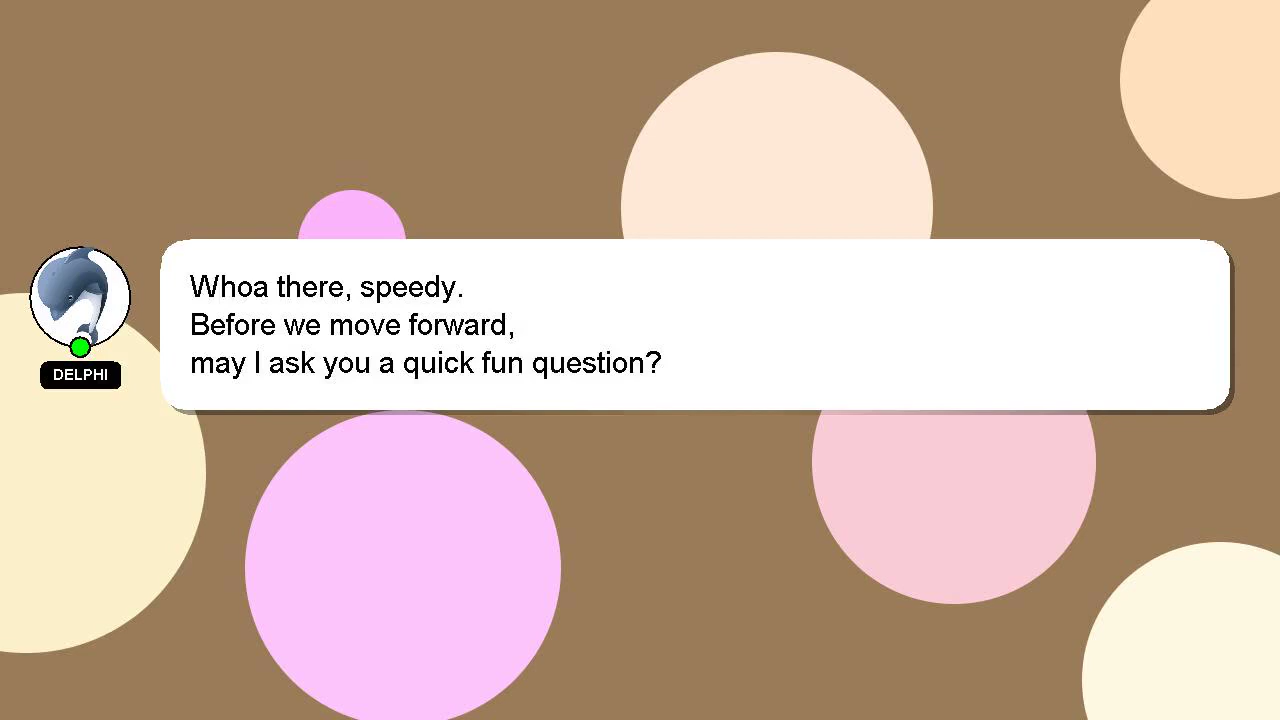 Whoa there, speedy.
Before we move forward,
may I ask you a quick fun question?
DELPHI